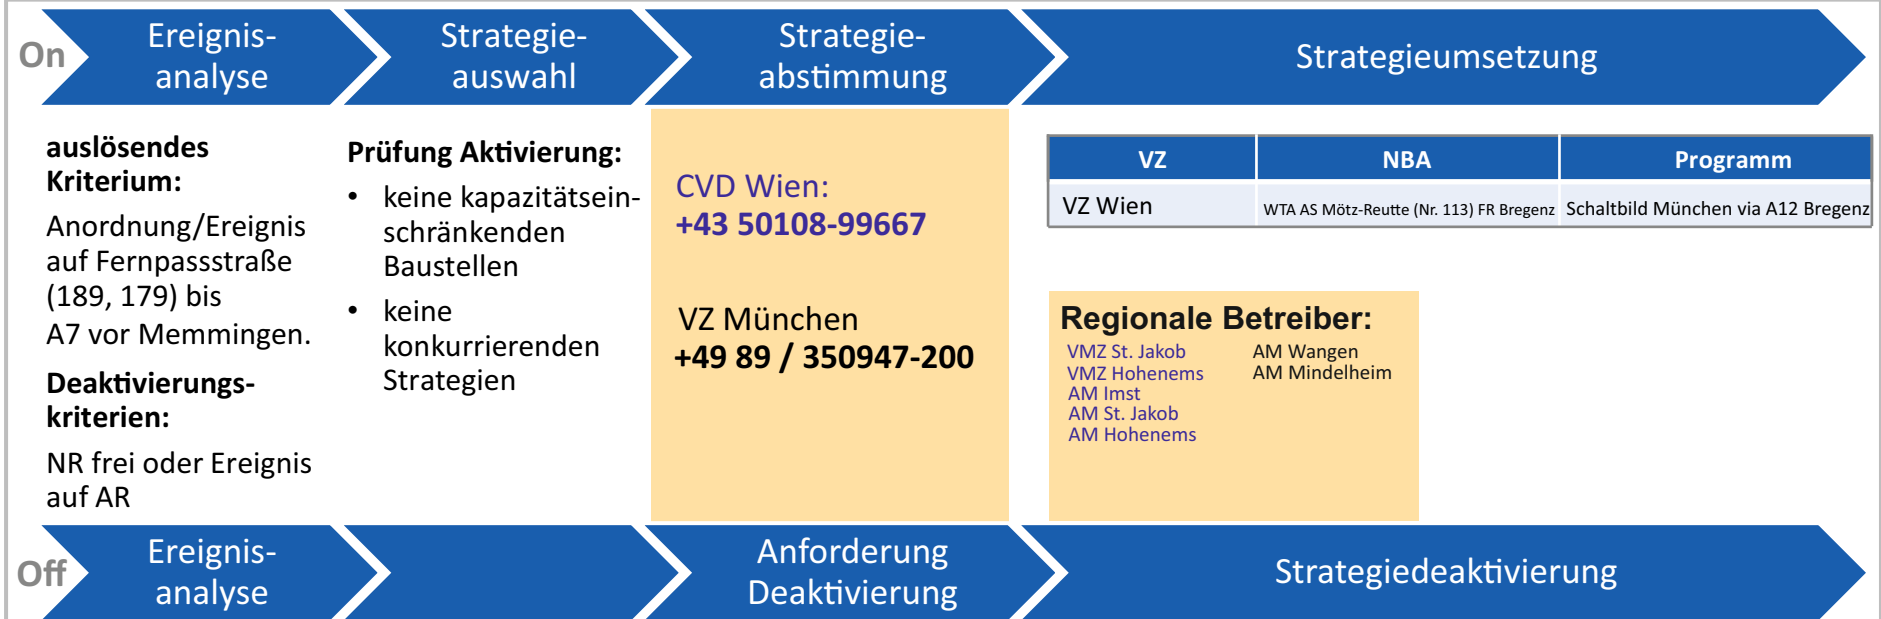 On
Ereignis-
analyse
Strategie-
auswahl
Strategie-
abstimmung
Strategieumsetzung
auslösendes
Kriterium:
Anordnung/Ereignis
auf Fernpassstraße
(189, 179) bis
A7 vor Memmingen.
Deaktivierungs-
kriterien:
NR frei oder Ereignis
auf AR
Prüfung Aktivierung:
• keine kapazitätsein-
schränkenden
Baustellen
• keine
konkurrierenden
Strategien
CVD Wien:
+43 50108-99667
VZ München
+49 89 / 350947-200
VZ NBA Programm
VZ Wien WTA AS Mötz-Reutte (Nr. 113) FR Bregenz Schaltbild München via A12 Bregenz
Regionale Betreiber:
VMZ St. Jakob
VMZ Hohenems
AM Imst
AM St. Jakob
AM Hohenems
AM Wangen
AM Mindelheim
Off
Ereignis-
analyse
Anforderung
Deaktivierung
Strategiedeaktivierung